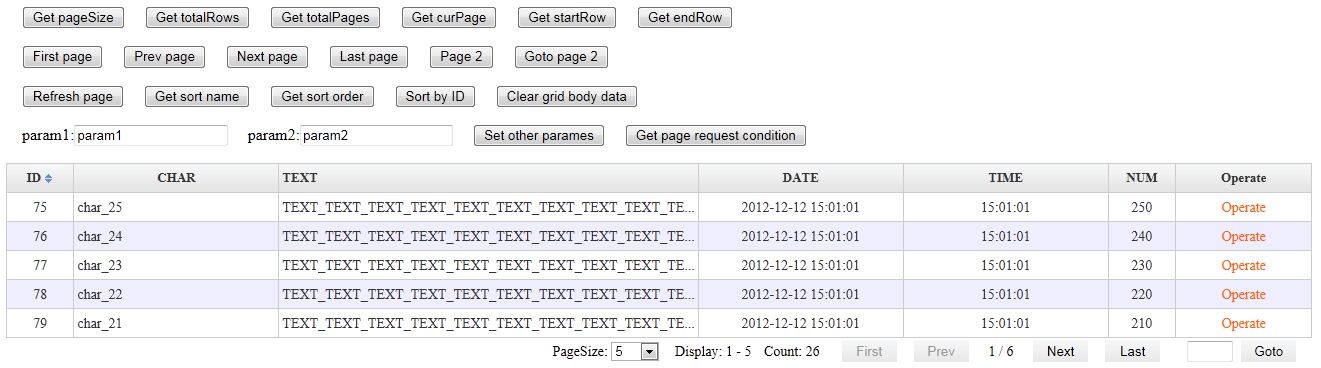 Get pageSize Get totalRows Get totalPages Get curPage Get startRow Get endRow
First page Prev page Next page Last page Page 2 Goto page 2
Refresh page Get sort name Get sort order Sort by ID Clear grid body data
param1: param1 param2: param2 Set other parames Get page request condition
ID CHAR TEXT DATE TIME NUM Operate
75 char_25 TEXT_TEXT_TEXT_TEXT_TEXT_TEXT_TEXT_TEXT_TEXT_TE... 2012-12-12 15:01:01 15:01:01 250 Operate
76 char_24 TEXT_TEXT_TEXT_TEXT_TEXT_TEXT_TEXT_TEXT_TEXT_TE... 2012-12-12 15:01:01 15:01:01 240 Operate
77 char_23 TEXT_TEXT_TEXT_TEXT_TEXT_TEXT_TEXT_TEXT_TEXT_TE... 2012-12-12 15:01:01 15:01:01 230 Operate
78 char_22 TEXT_TEXT_TEXT_TEXT_TEXT_TEXT_TEXT_TEXT_TEXT_TE... 2012-12-12 15:01:01 15:01:01 220 Operate
79 char_21 TEXT_TEXT_TEXT_TEXT_TEXT_TEXT_TEXT_TEXT_TEXT_TE... 2012-12-12 15:01:01 15:01:01 210 Operate
PageSize: 5 Display: 1 - 5 Count: 26 First Prev 1 / 6 Next Last Goto